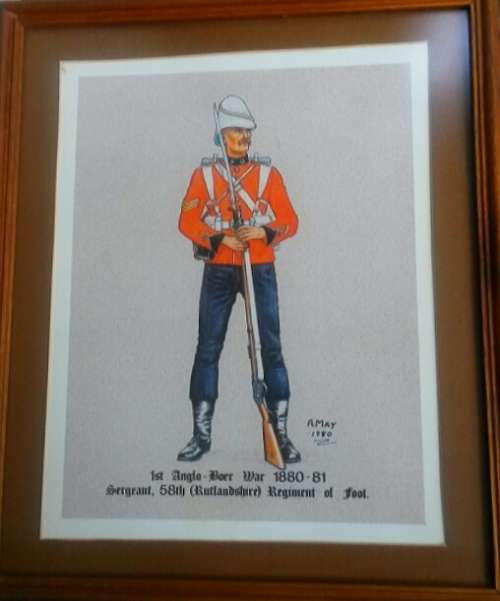 A.MAY
1980
1st Anglo-Boer War 1880-81
Sergeant, 58th (Rutlandshire) Regiment of Foot.